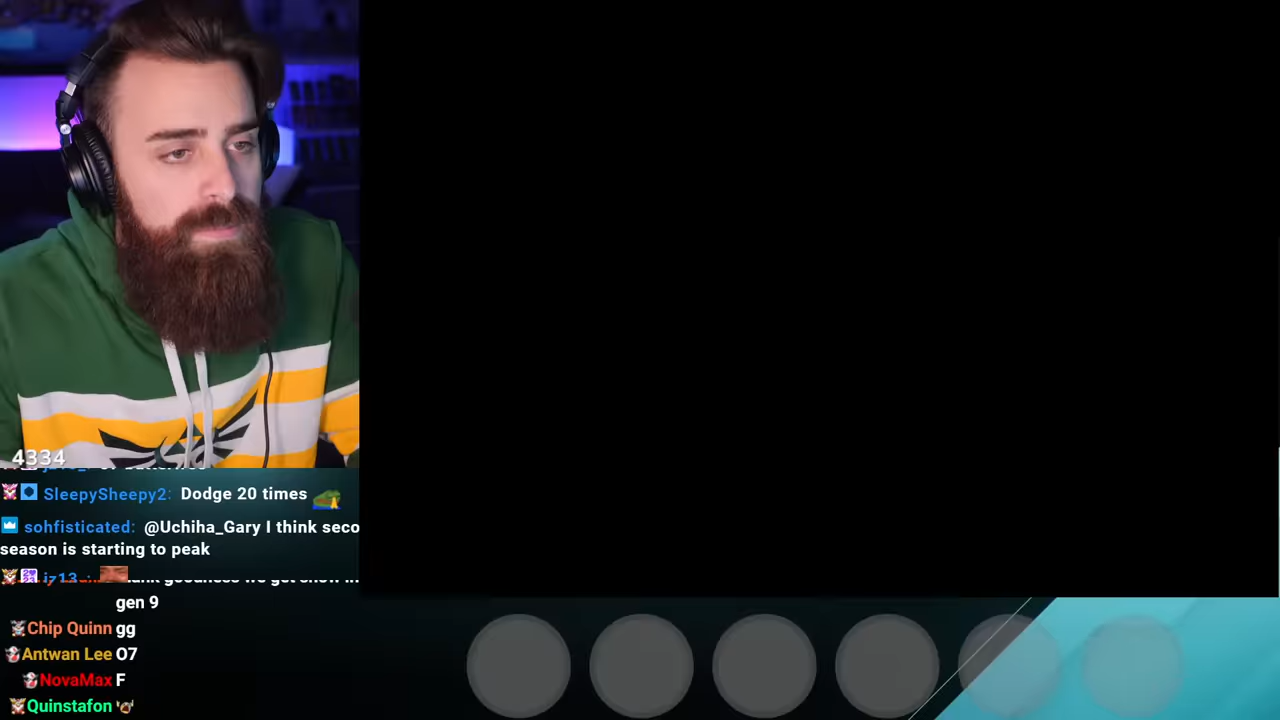 4334
SleepySheepy2: Dodge 20 times
sohfisticated: @Uchiha_Gary I think seco
season is starting to peak
gen 9
Chip Quinn gg
Antwan Lee O7
NovaMax F
Quinstafon